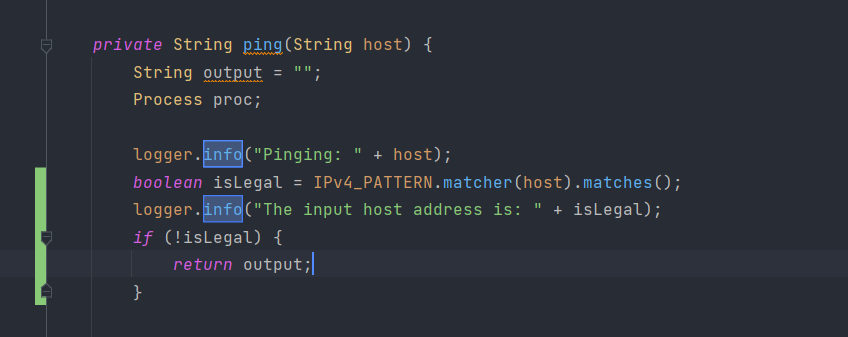 private String ping(String host) {
String output = "";
Process proc;
logger.info("Pinging: " + host);
boolean isLegal = IPv4_PATTERN.matcher(host).matches();
logger.info("The input host address is: " + isLegal);
if (!isLegal) {
return output;
}